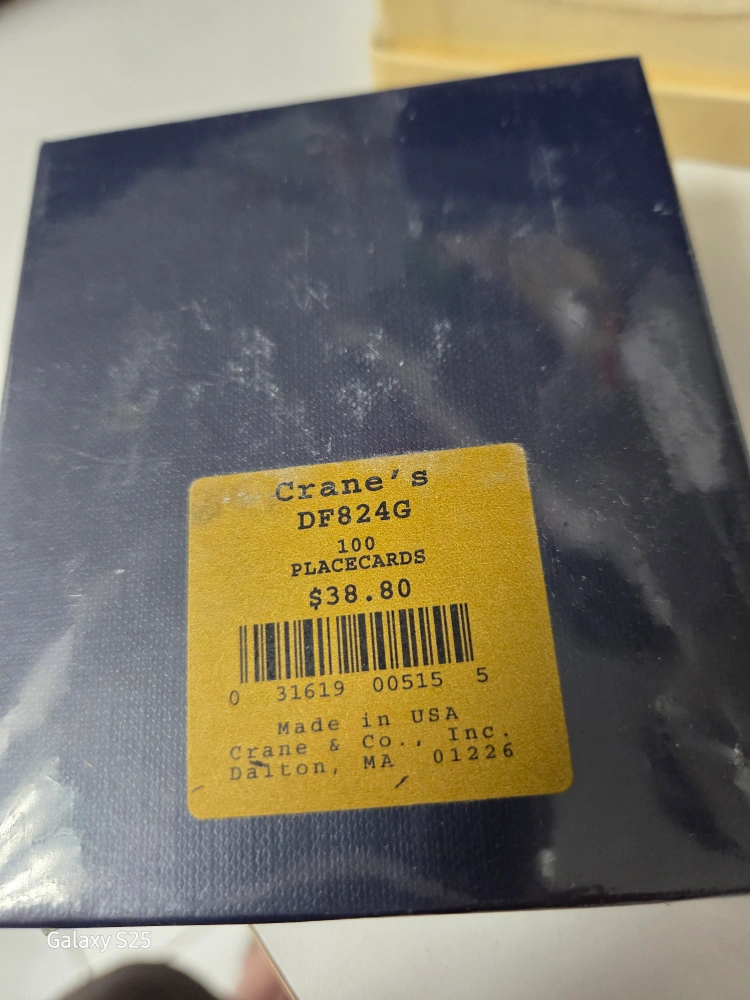 Crane's
DF824G
100
PLACECARDS
$38.80
0 31619 00515 5
Made in USA
Crane & Co., Inc.
Dalton, MA 01226
Galaxy S25